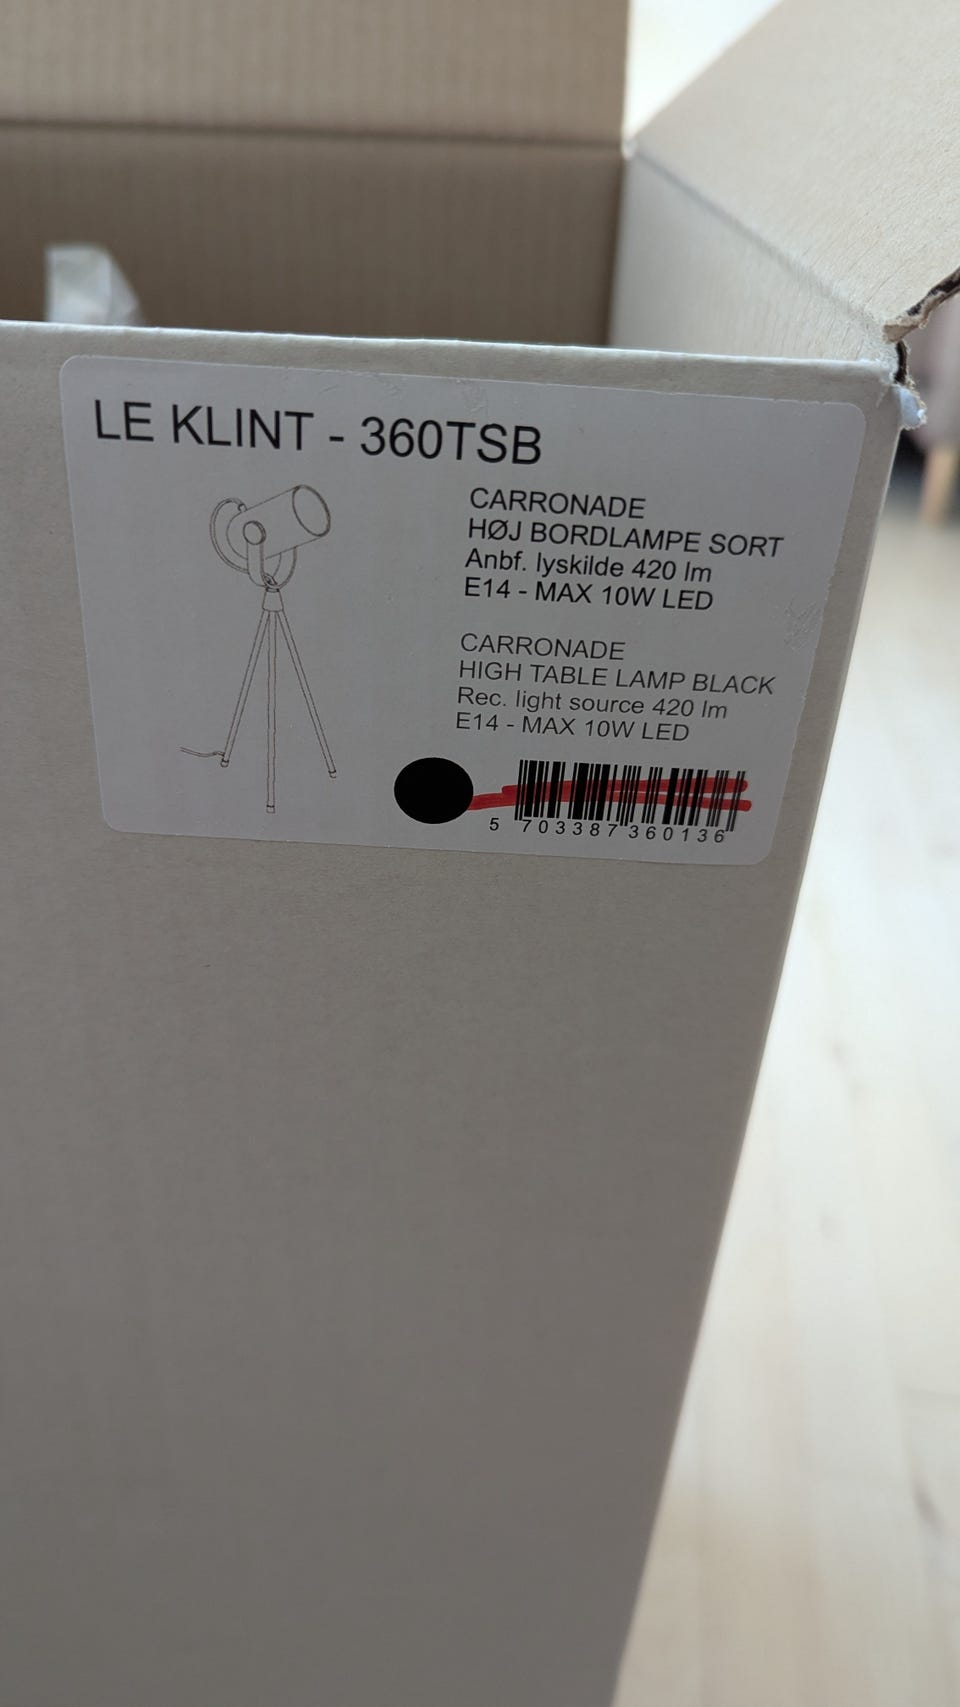 LE KLINT - 360TSB
CARRONADE
HØJ BORDLAMPE SORT
Anbf. lyskilde 420 lm
E14 - MAX 10W LED
CARRONADE
HIGH TABLE LAMP BLACK
Rec. light source 420 lm
E14 - MAX 10W LED
5 703387 360136